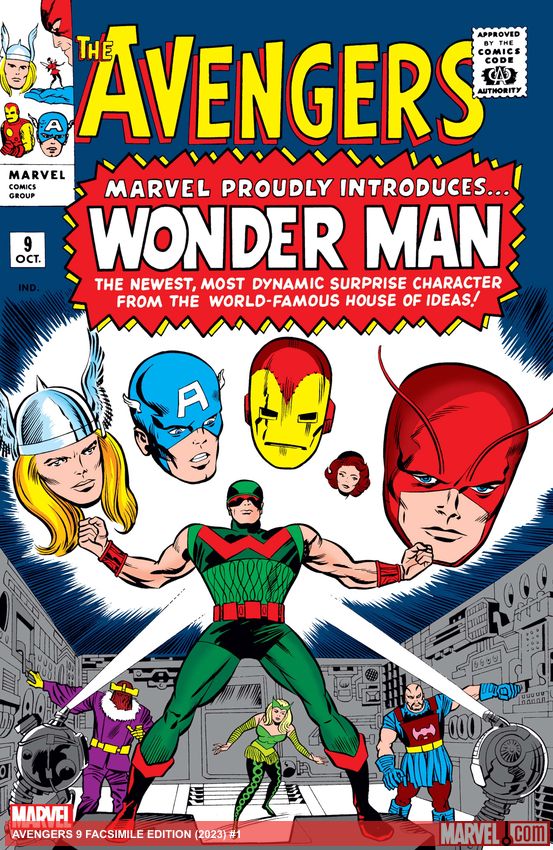 THE
AVENGERS
APPROVED
BY THE
COMICS
CODE
CA
AUTHORITY
MARVEL
COMICS
GROUP
9
OCT.
IND.
MARVEL PROUDLY INTRODUCES...
WONDER MAN
THE NEWEST, MOST DYNAMIC SURPRISE CHARACTER
FROM THE WORLD-FAMOUS HOUSE OF IDEAS!
A
MARVEL
AVENGERS 9 FACSIMILE EDITION (2023) #1
MARVEL.com